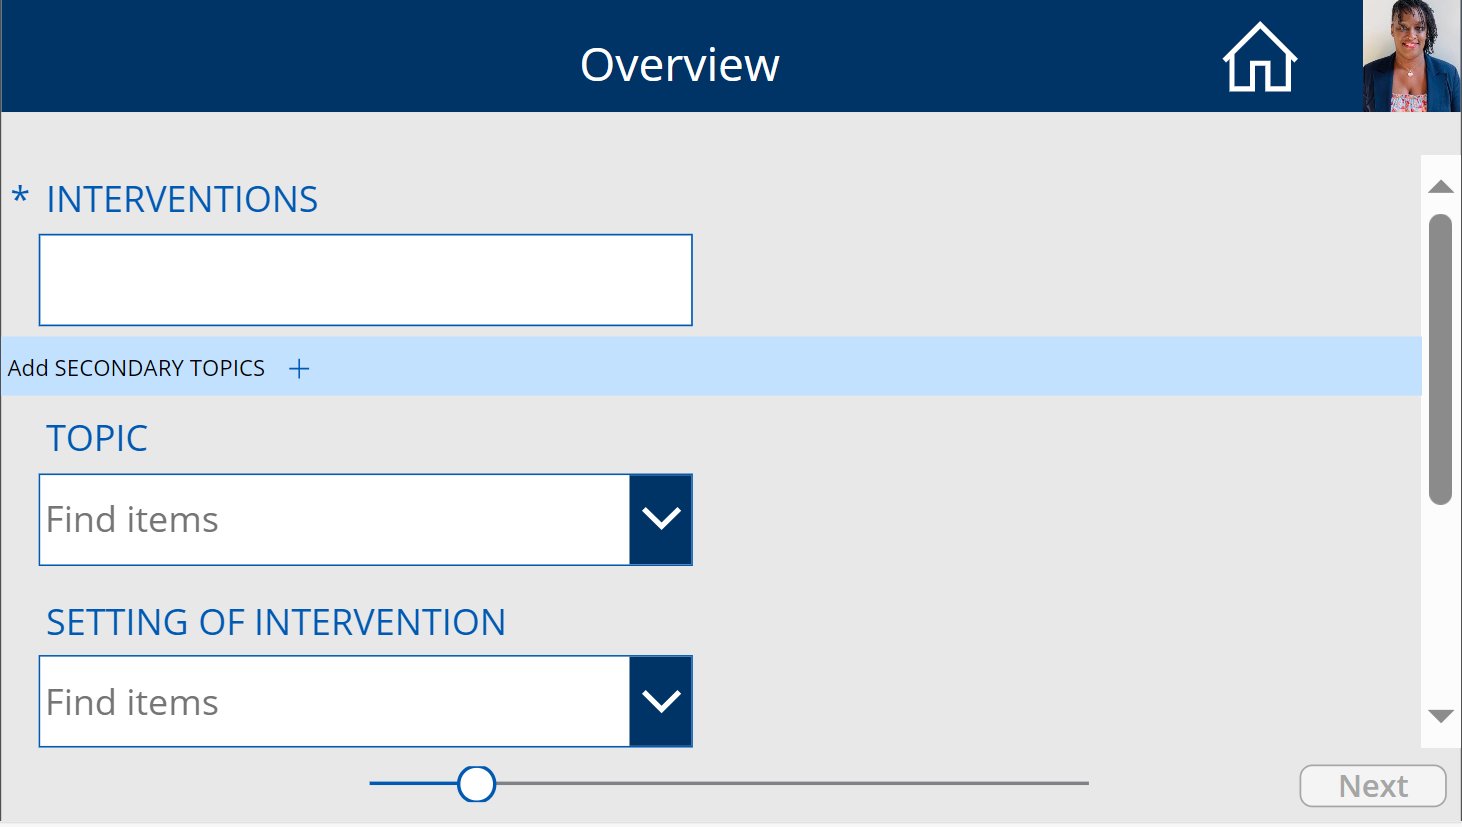 Overview
* INTERVENTIONS
Add SECONDARY TOPICS +
TOPIC
Find items
SETTING OF INTERVENTION
Find items
Next